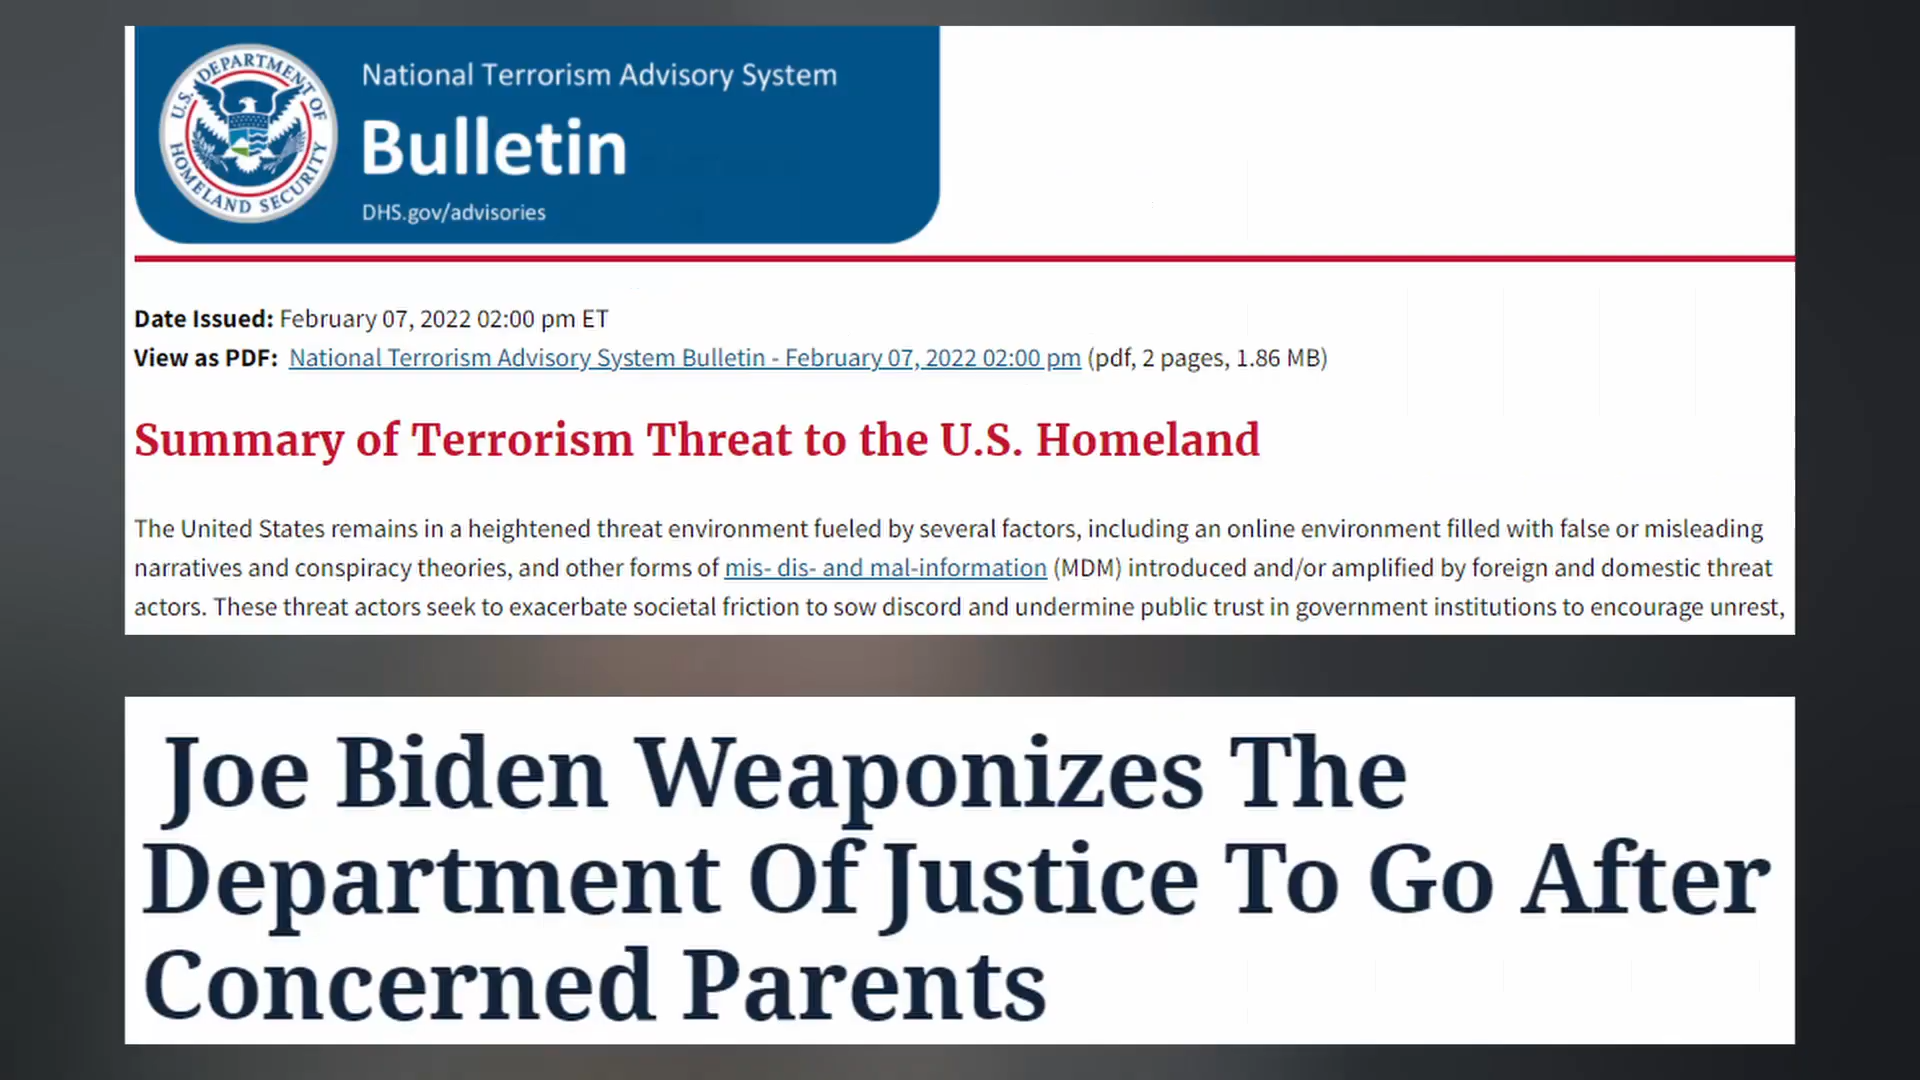 U.S. DEPARTMENT OF
HOMELAND SECURITY
National Terrorism Advisory System
Bulletin
DHS.gov/advisories
Date Issued: February 07, 2022 02:00 pm ET
View as PDF: National Terrorism Advisory System Bulletin - February 07, 2022 02:00 pm (pdf, 2 pages, 1.86 MB)
Summary of Terrorism Threat to the U.S. Homeland
The United States remains in a heightened threat environment fueled by several factors, including an online environment filled with false or misleading
narratives and conspiracy theories, and other forms of mis- dis- and mal-information (MDM) introduced and/or amplified by foreign and domestic threat
actors. These threat actors seek to exacerbate societal friction to sow discord and undermine public trust in government institutions to encourage unrest,
Joe Biden Weaponizes The
Department Of Justice To Go After
Concerned Parents